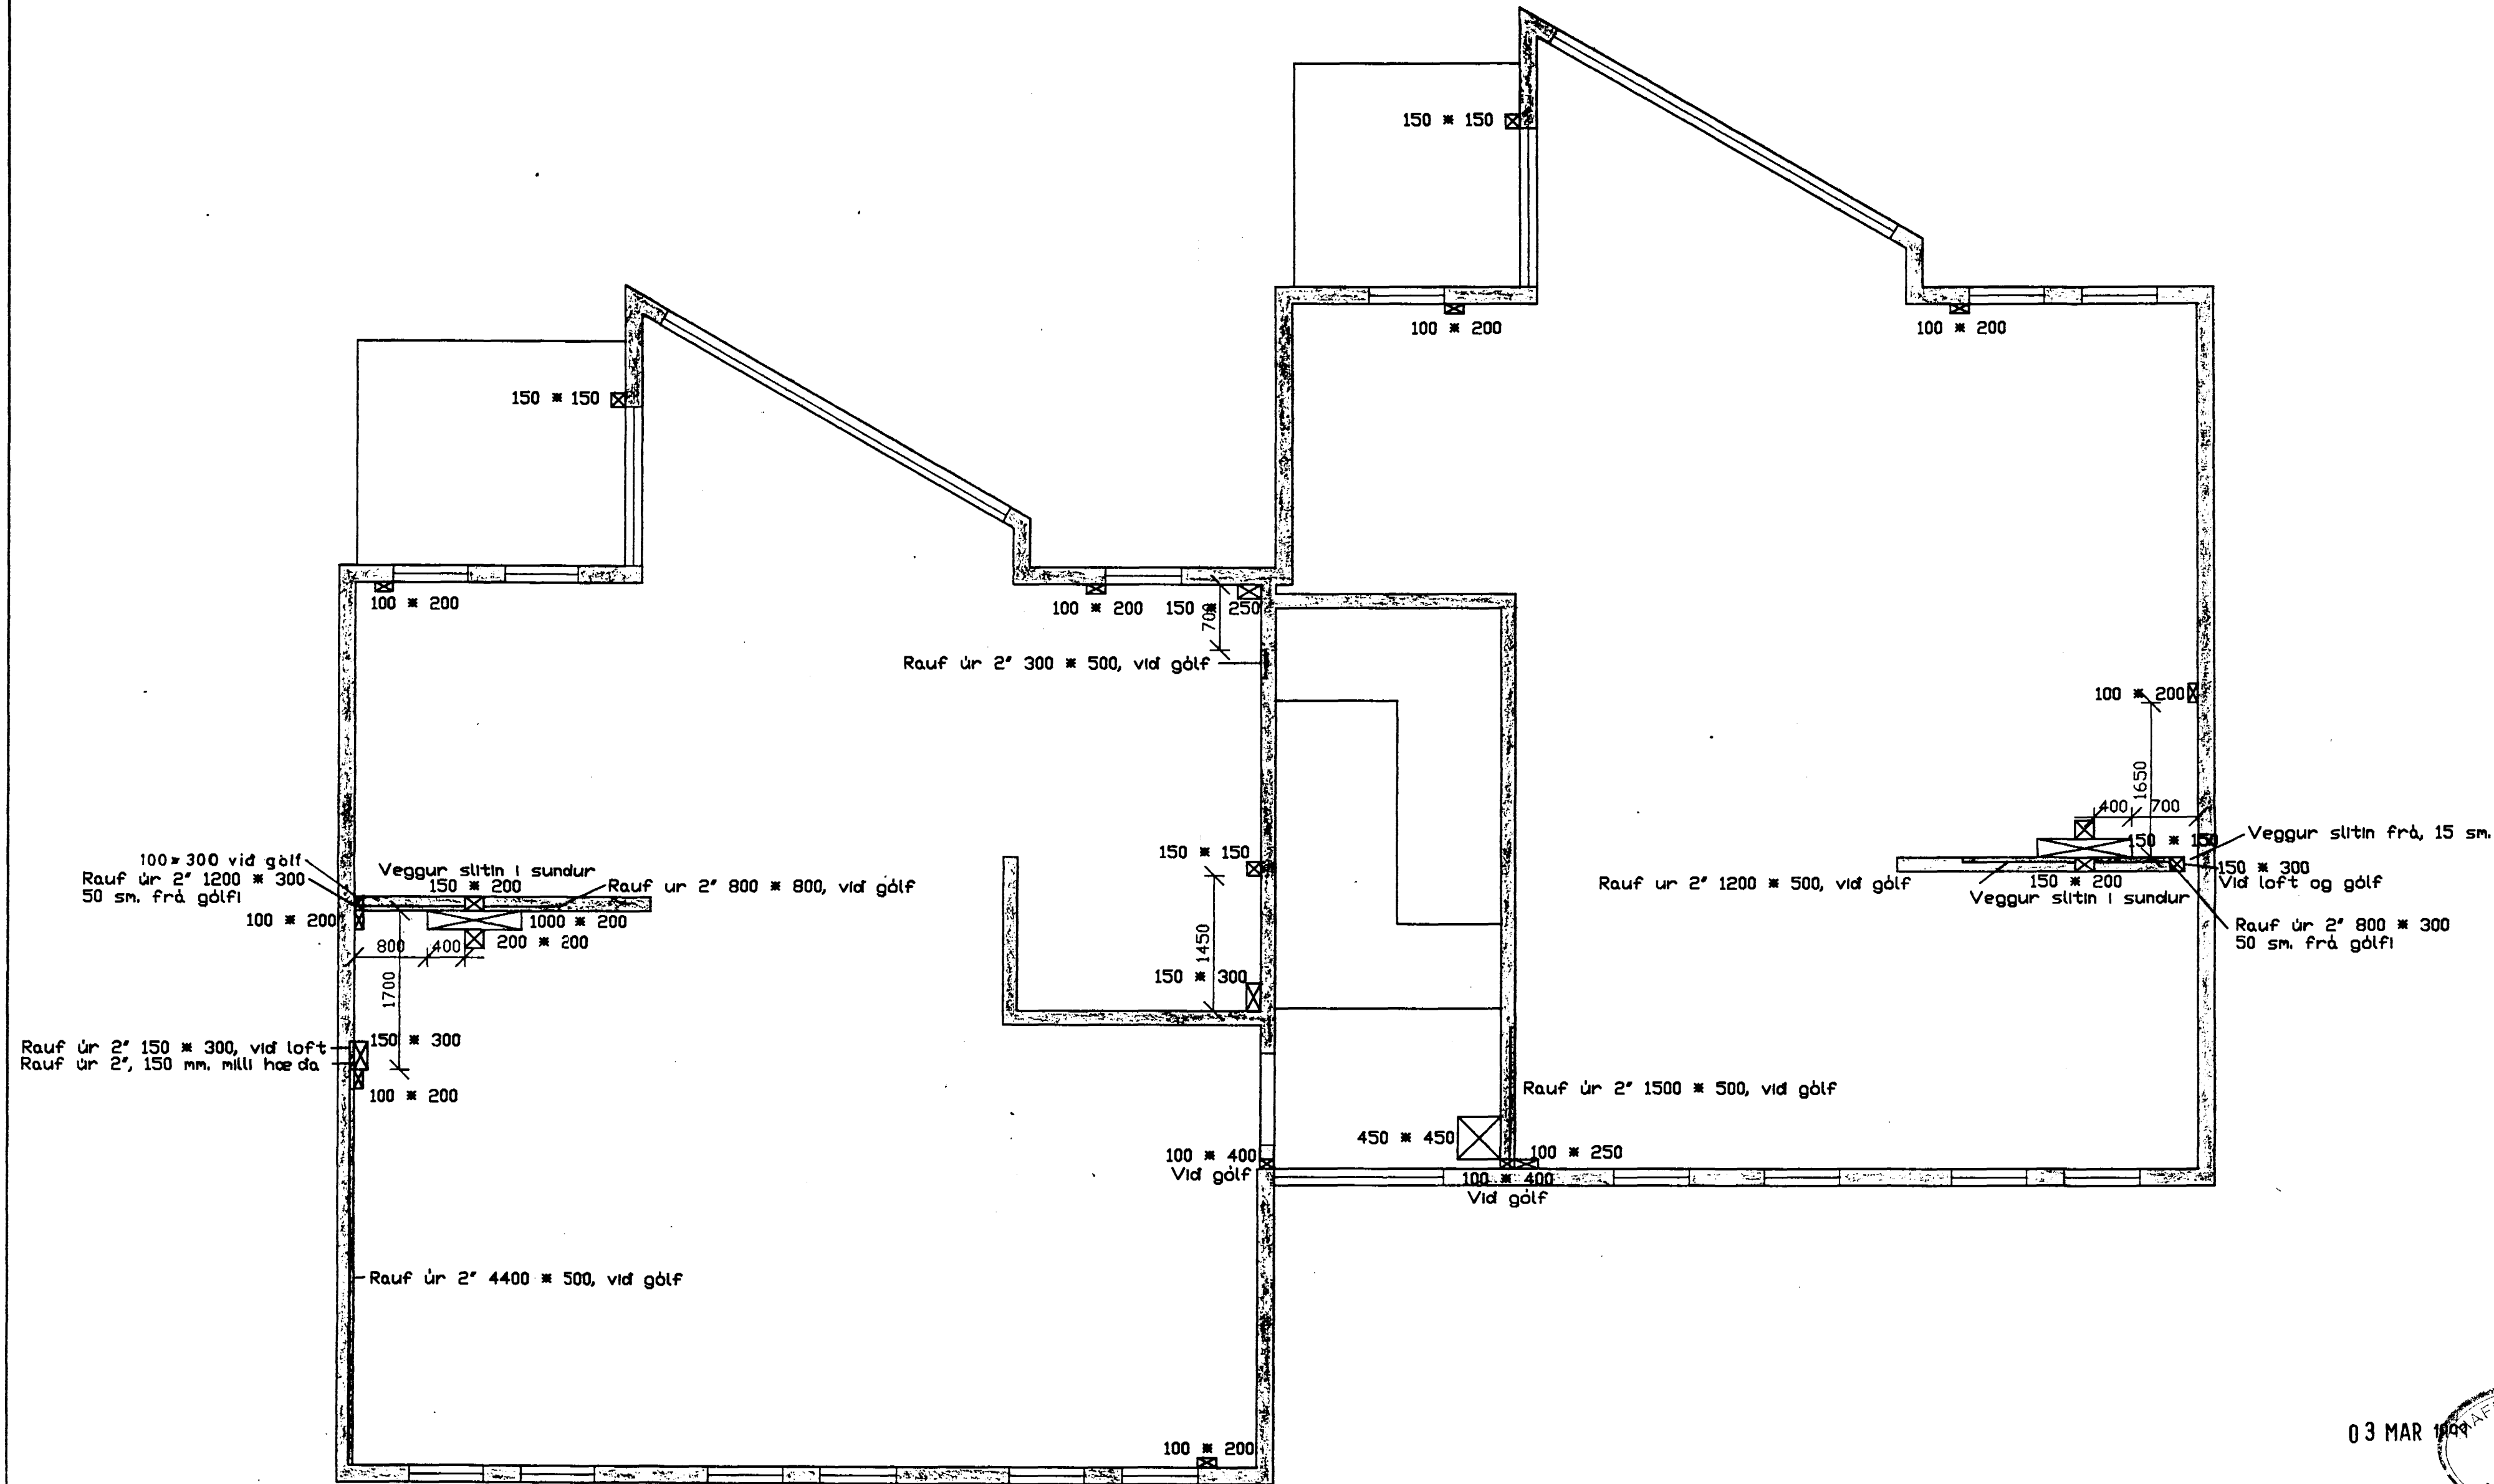 150 * 150
100 * 200
100 * 200
150 * 150
100 * 200
100 * 200
150 * 250
700
Rauf úr 2" 300 * 500, við gólf
100 * 200
1650
400
700
150 * 150
Veggur slitin frá, 15 sm.
150 * 300
Við loft og gólf
150 * 200
Veggur slitin í sundur
Rauf ur 2" 1200 * 500, við gólf
Rauf úr 2" 800 * 300
50 sm. frá gólfi
150 * 150
1450
150 * 300
100 * 300 við gólf
Rauf úr 2" 1200 * 300
50 sm. frá gólfi
Veggur slitin í sundur
150 * 200
Rauf ur 2" 800 * 800, við gólf
100 * 200
1000 * 200
200 * 200
800
400
1700
Rauf úr 2" 150 * 300, við loft
Rauf úr 2", 150 mm. milli hæða
150 * 300
100 * 200
Rauf úr 2" 1500 * 500, við gólf
450 * 450
100 * 400
Við gólf
100 * 250
100 * 400
Við gólf
Rauf úr 2" 4400 * 500, við gólf
100 * 200
03 MAR 1999